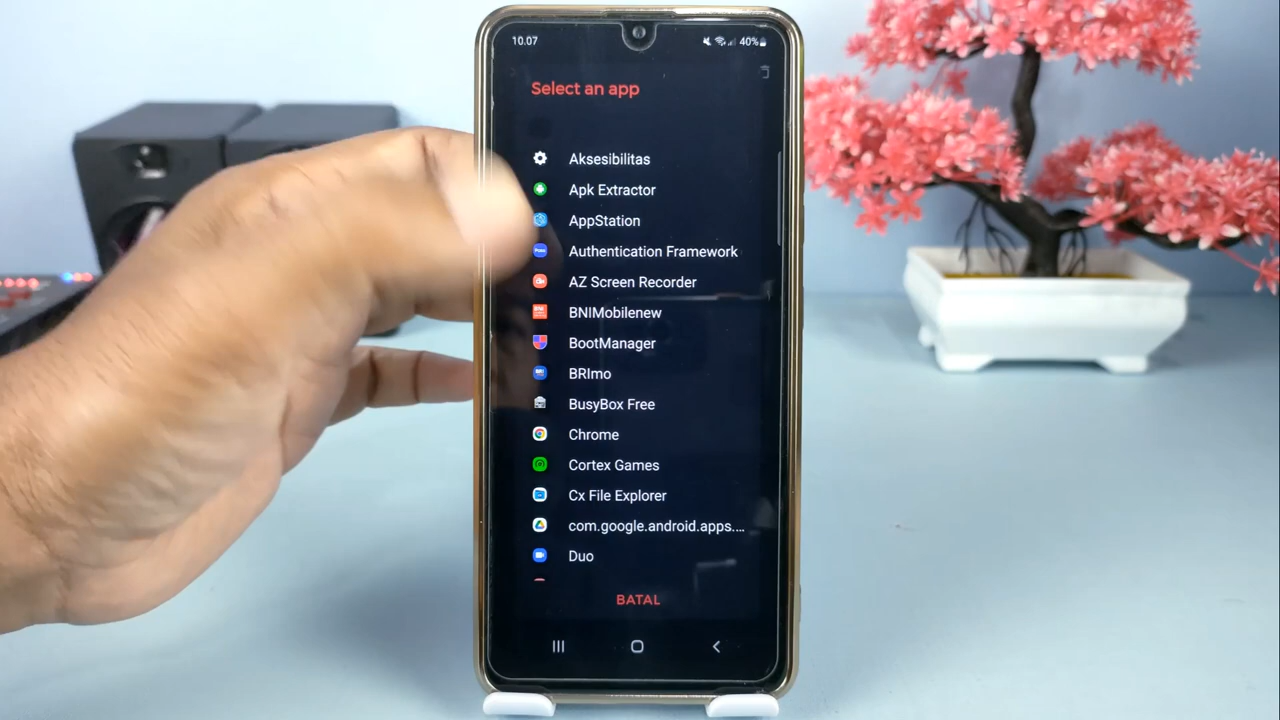 10.07
40%
Select an app
Aksesibilitas
Apk Extractor
AppStation
Authentication Framework
AZ Screen Recorder
BNIMobilenew
BootManager
BRImo
BusyBox Free
Chrome
Cortex Games
Cx File Explorer
com.google.android.apps....
Duo
BATAL